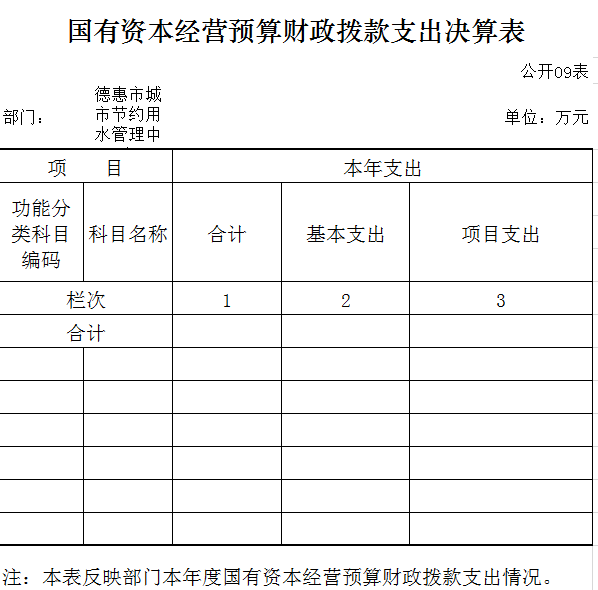 国有资本经营预算财政拨款支出决算表
公开09表
德惠市城
部门： 市节约用 单位：万元
水管理中
项 目 本年支出
功能分
类科目 科目名称 合计 基本支出 项目支出
编码
栏次 1 2 3
合计
注：本表反映部门本年度国有资本经营预算财政拨款支出情况。